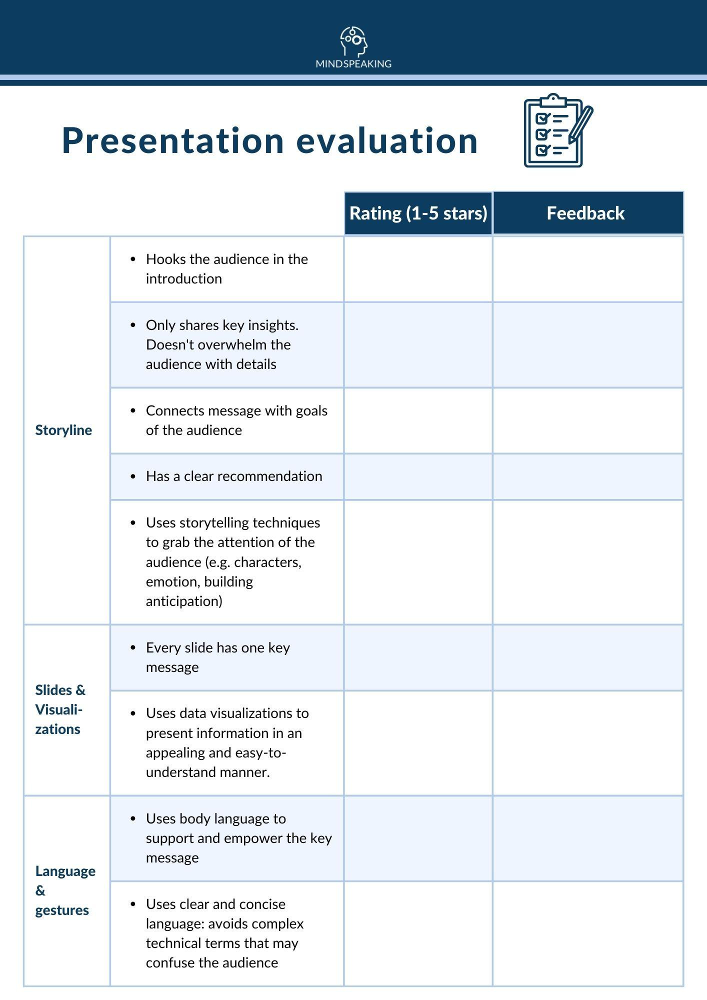 MINDSPEAKING
Presentation evaluation
Rating (1-5 stars)
Feedback
Storyline
• Hooks the audience in the
introduction
• Only shares key insights.
Doesn't overwhelm the
audience with details
• Connects message with goals
of the audience
• Has a clear recommendation
• Uses storytelling techniques
to grab the attention of the
audience (e.g. characters,
emotion, building
anticipation)
Slides &
Visuali-
zations
• Every slide has one key
message
• Uses data visualizations to
present information in an
appealing and easy-to-
understand manner.
Language
&
gestures
• Uses body language to
support and empower the key
message
• Uses clear and concise
language: avoids complex
technical terms that may
confuse the audience